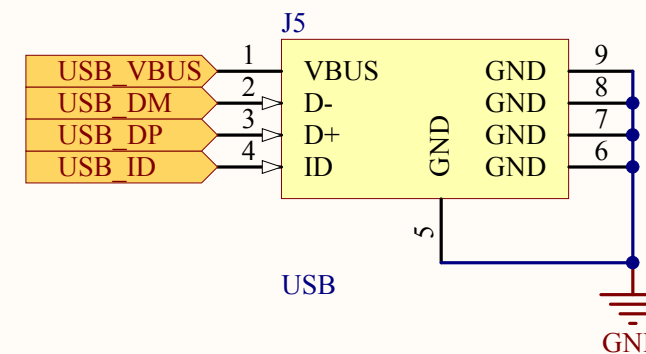 J5
USB_VBUS 1 VBUS GND 9
USB_DM 2 D- GND 8
USB_DP 3 D+ GND 7
USB_ID 4 ID GND 6
GND
5
USB
GND